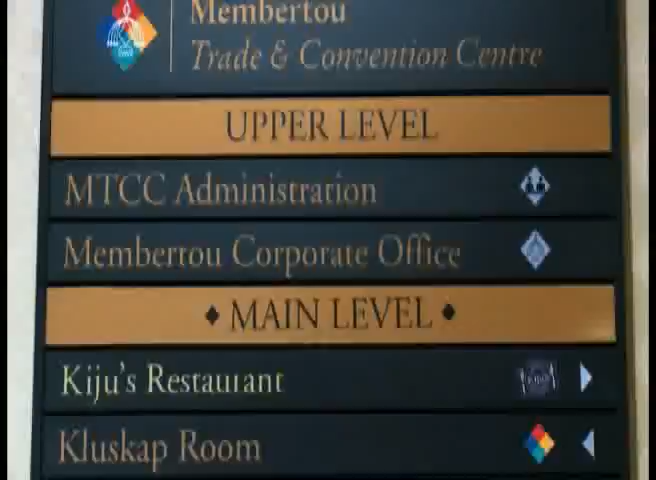 Membertou
Trade & Convention Centre
UPPER LEVEL
MTCC Administration
Membertou Corporate Office
MAIN LEVEL
Kiju's Restaurant
Kluskap Room